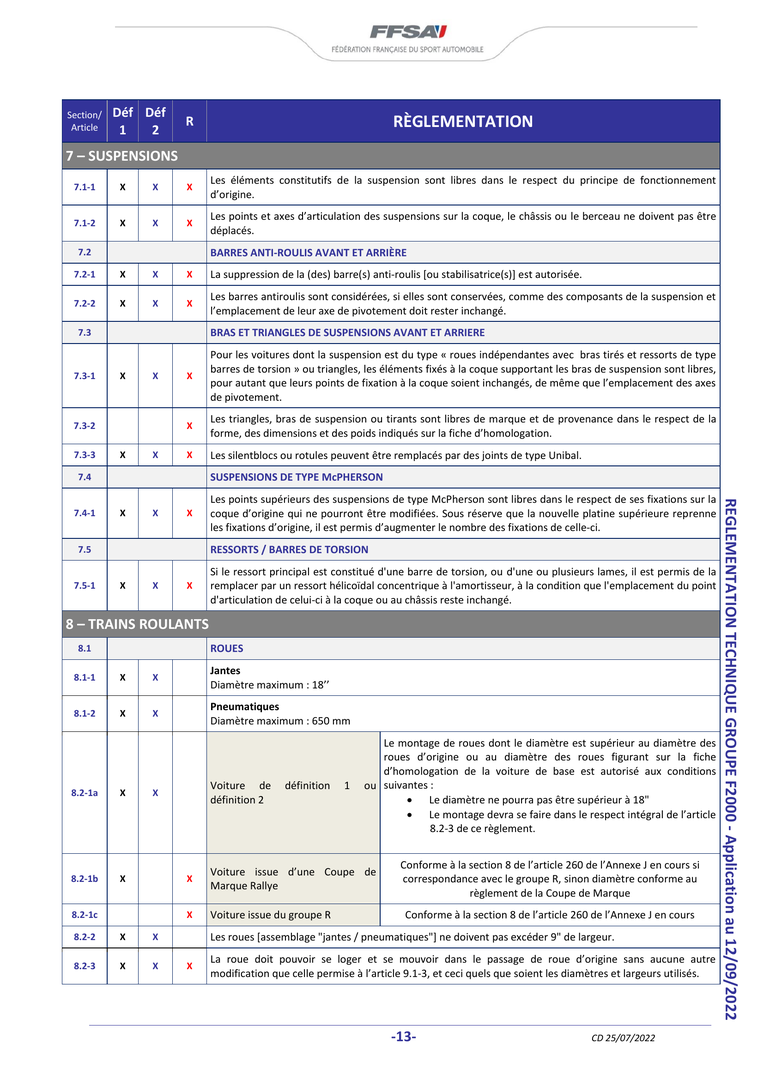 FFSA
FÉDÉRATION FRANÇAISE DU SPORT AUTOMOBILE
Section/ Article Déf 1 Déf 2 R RÈGLEMENTATION
7 – SUSPENSIONS
7.1-1 X X X Les éléments constitutifs de la suspension sont libres dans le respect du principe de fonctionnement
d’origine.
7.1-2 X X X Les points et axes d’articulation des suspensions sur la coque, le châssis ou le berceau ne doivent pas être
déplacés.
7.2 BARRES ANTI-ROULIS AVANT ET ARRIÈRE
7.2-1 X X X La suppression de la (des) barre(s) anti-roulis [ou stabilisatrice(s)] est autorisée.
7.2-2 X X X Les barres antiroulis sont considérées, si elles sont conservées, comme des composants de la suspension et
l’emplacement de leur axe de pivotement doit rester inchangé.
7.3 BRAS ET TRIANGLES DE SUSPENSIONS AVANT ET ARRIERE
7.3-1 X X X Pour les voitures dont la suspension est du type « roues indépendantes avec bras tirés et ressorts de type
barres de torsion » ou triangles, les éléments fixés à la coque supportant les bras de suspension sont libres,
pour autant que leurs points de fixation à la coque soient inchangés, de même que l’emplacement des axes
de pivotement.
7.3-2 X Les triangles, bras de suspension ou tirants sont libres de marque et de provenance dans le respect de la
forme, des dimensions et des poids indiqués sur la fiche d’homologation.
7.3-3 X X X Les silentblocs ou rotules peuvent être remplacés par des joints de type Unibal.
7.4 SUSPENSIONS DE TYPE McPHERSON
7.4-1 X X X Les points supérieurs des suspensions de type McPherson sont libres dans le respect de ses fixations sur la
coque d’origine qui ne pourront être modifiées. Sous réserve que la nouvelle platine supérieure reprenne
les fixations d’origine, il est permis d’augmenter le nombre des fixations de celle-ci.
7.5 RESSORTS / BARRES DE TORSION
7.5-1 X X X Si le ressort principal est constitué d'une barre de torsion, ou d'une ou plusieurs lames, il est permis de la
remplacer par un ressort hélicoïdal concentrique à l'amortisseur, à la condition que l'emplacement du point
d'articulation de celui-ci à la coque ou au châssis reste inchangé.
8 – TRAINS ROULANTS
8.1 ROUES
8.1-1 X X Jantes
Diamètre maximum : 18’’
8.1-2 X X Pneumatiques
Diamètre maximum : 650 mm
8.2-1a X X Voiture de définition 1 ou
définition 2
Le montage de roues dont le diamètre est supérieur au diamètre des
roues d’origine ou au diamètre des roues figurant sur la fiche
d’homologation de la voiture de base est autorisé aux conditions
suivantes :
• Le diamètre ne pourra pas être supérieur à 18"
• Le montage devra se faire dans le respect intégral de l’article
8.2-3 de ce règlement.
8.2-1b X X Voiture issue d’une Coupe de
Marque Rallye
Conforme à la section 8 de l’article 260 de l’Annexe J en cours si
correspondance avec le groupe R, sinon diamètre conforme au
règlement de la Coupe de Marque
8.2-1c X Voiture issue du groupe R Conforme à la section 8 de l’article 260 de l’Annexe J en cours
8.2-2 X X Les roues [assemblage "jantes / pneumatiques"] ne doivent pas excéder 9" de largeur.
8.2-3 X X X La roue doit pouvoir se loger et se mouvoir dans le passage de roue d’origine sans aucune autre
modification que celle permise à l’article 9.1-3, et ceci quels que soient les diamètres et largeurs utilisés.
REGLEMENTATION TECHNIQUE GROUPE F2000 - Application au 12/09/2022
-13-
CD 25/07/2022